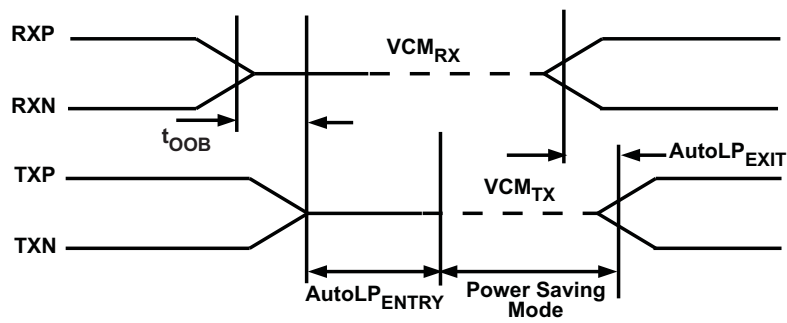 RXP
VCMRX
RXN
tOOB
AutoLPEXIT
TXP
VCMTX
TXN
AutoLPENTRY
Power Saving
Mode